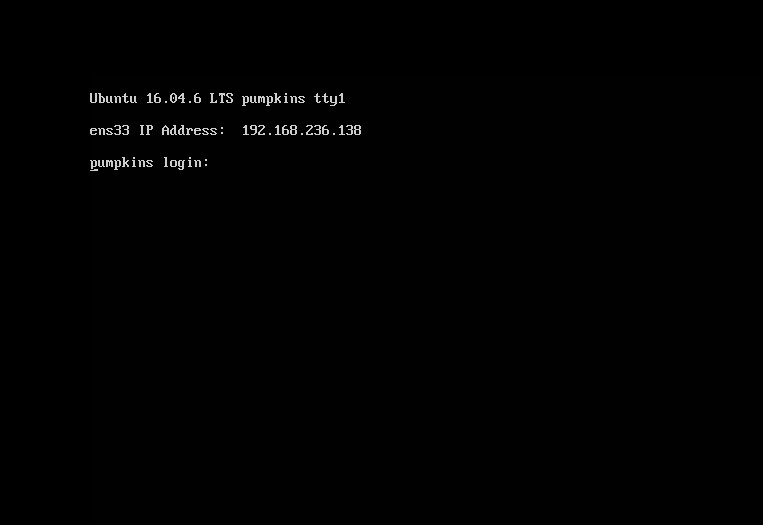 Ubuntu 16.04.6 LTS pumpkins tty1
ens33 IP Address:  192.168.236.138
pumpkins login: